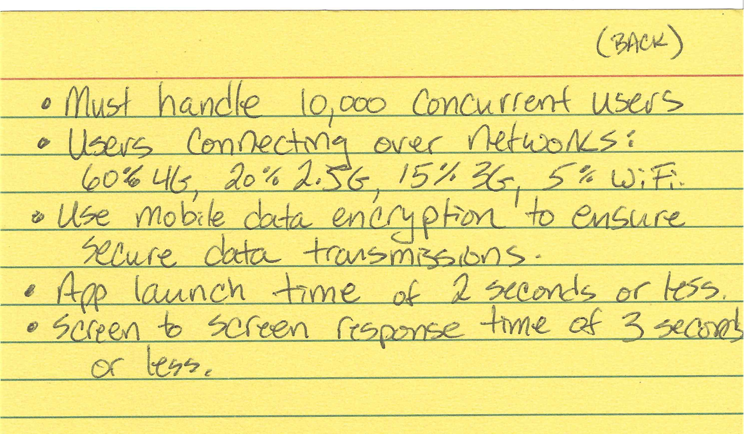 (BACK)
• Must handle 10,000 concurrent users
• Users connecting over networks:
60% 4G, 20% 2.5G, 15% 3G, 5% WiFi.
• Use mobile data encryption to ensure
secure data transmissions.
• App launch time of 2 seconds or less.
• Screen to screen response time of 3 seconds
or less.